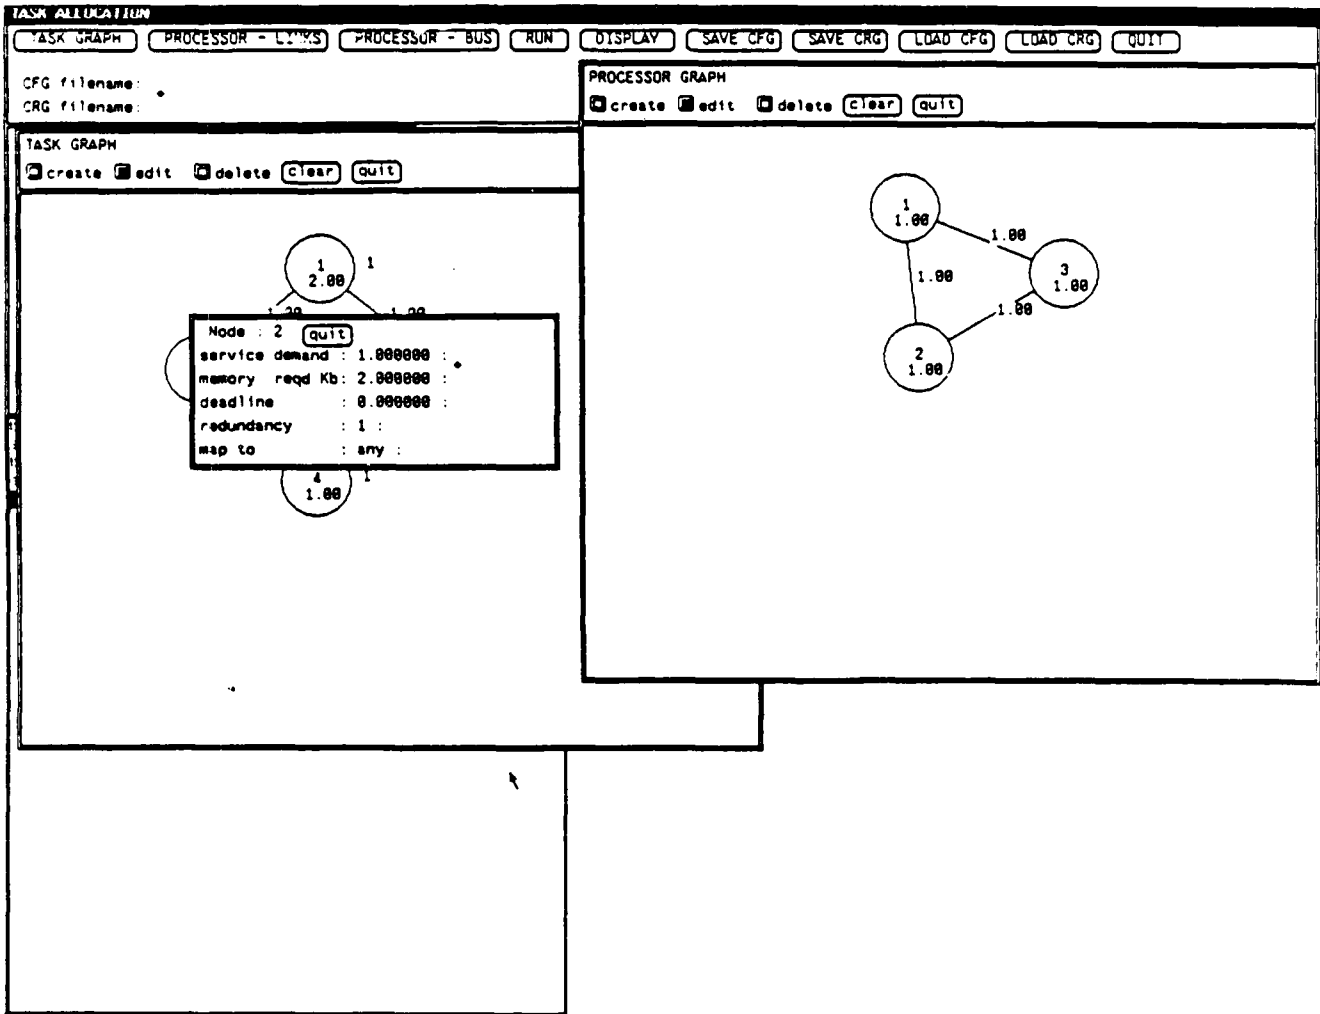 TASK ALLOCATION
TASK GRAPH PROCESSOR - LINKS PROCESSOR - BUS RUN DISPLAY SAVE CFG SAVE CRG LOAD CFG LOAD CRG QUIT
CFG filename:
CRG filename:
PROCESSOR GRAPH
create edit delete clear quit
TASK GRAPH
create edit delete clear quit
1
1.00
1.00
3
1.00
1.00
1.00
2
1.00
1
2.00
1
1.00
Node : 2 quit
service demand : 1.000000 :
memory reqd Kb: 2.000000 :
deadline : 0.000000 :
redundancy : 1 :
map to : any :
4
1.00
1